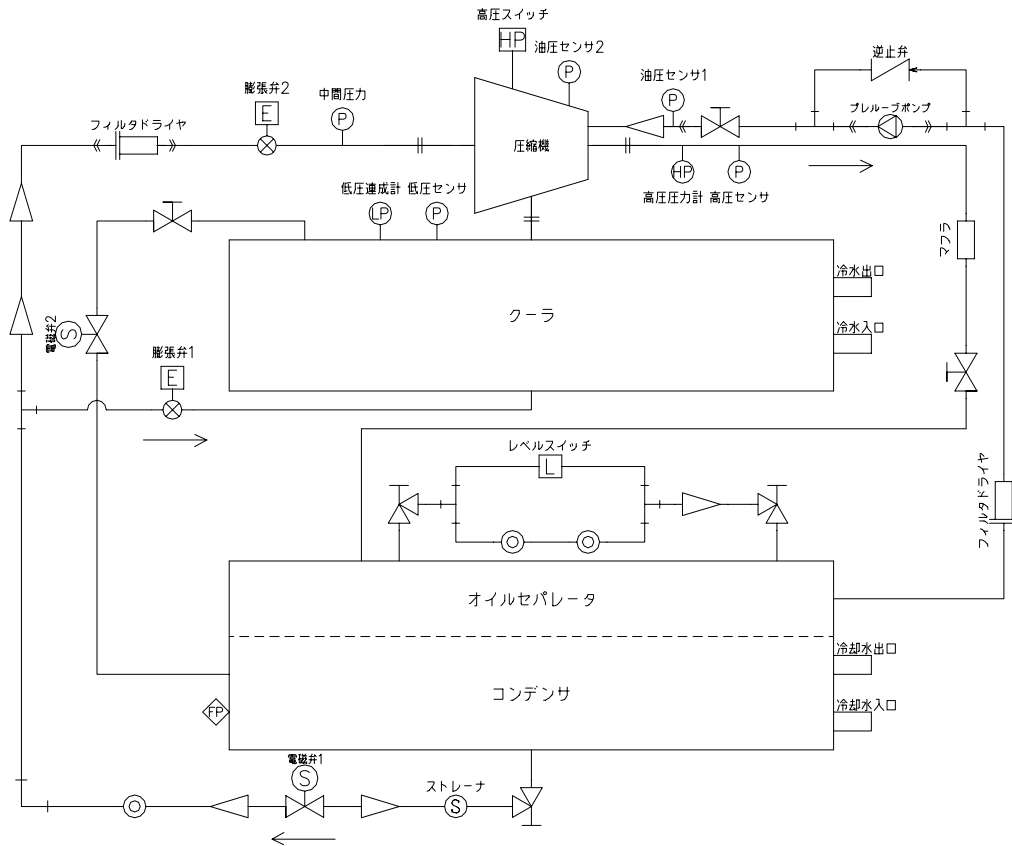 高圧スイッチ
HP
油圧センサ2
P
逆止弁
膨張弁2
E
中間圧力
P
油圧センサ1
P
プレルーブポンプ
フィルタドライヤ
圧縮機
低圧連成計 低圧センサ
LP P
HP P
高圧圧力計 高圧センサ
マフラ
冷水出口
クーラ
冷水入口
電磁弁2
S
膨張弁1
E
レベルスイッチ
L
フィルタドライヤ
オイルセパレータ
冷却水出口
コンデンサ
冷却水入口
FP
電磁弁1
S
ストレーナ
S